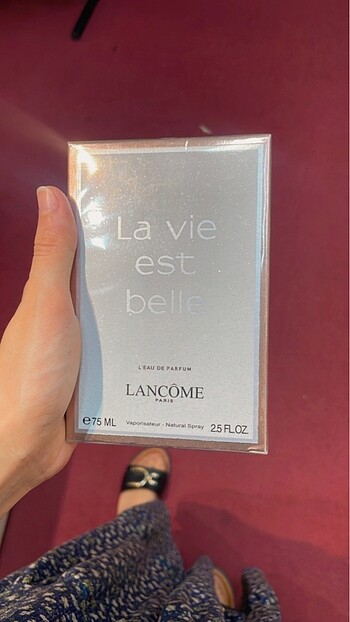 La vie
est
belle
L'EAU DE PARFUM
LANCÔME
PARIS
℮75 ML Vaporisateur - Natural Spray 2.5 FL.OZ.